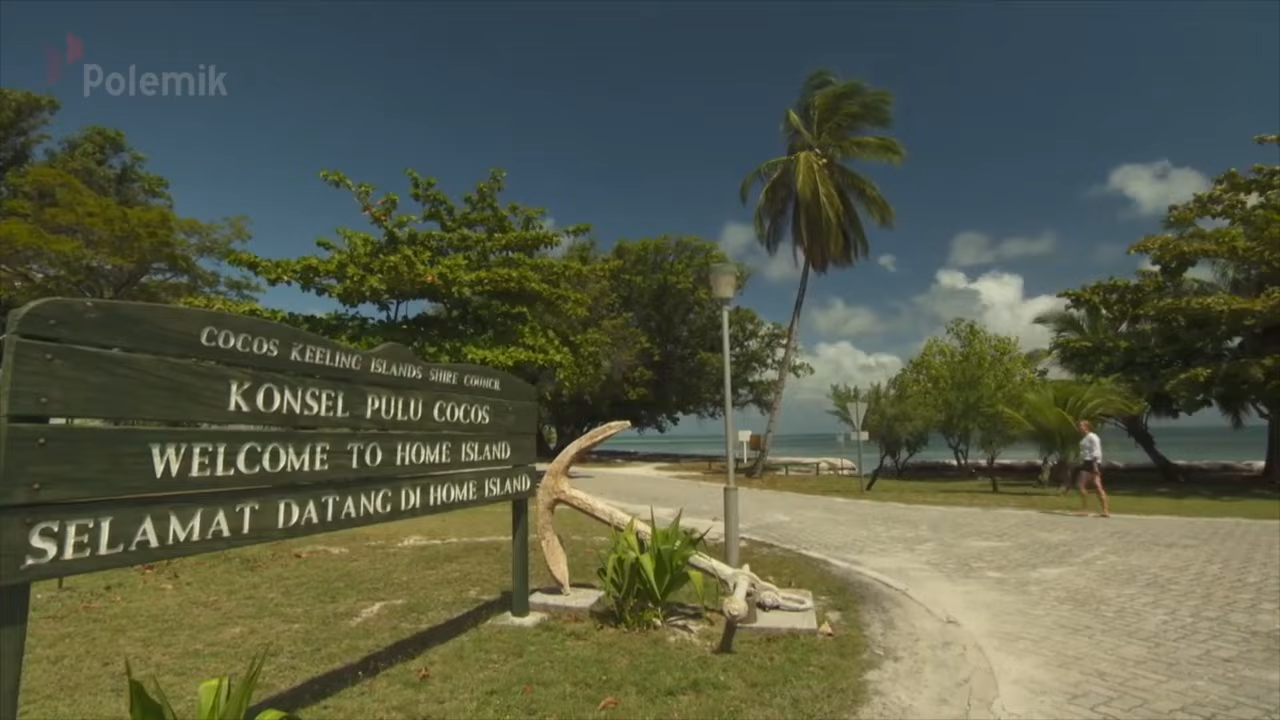 Polemik
COCOS KEELING ISLANDS SHIRE COUNCIL
KONSEL PULU COCOS
WELCOME TO HOME ISLAND
SELAMAT DATANG DI HOME ISLAND